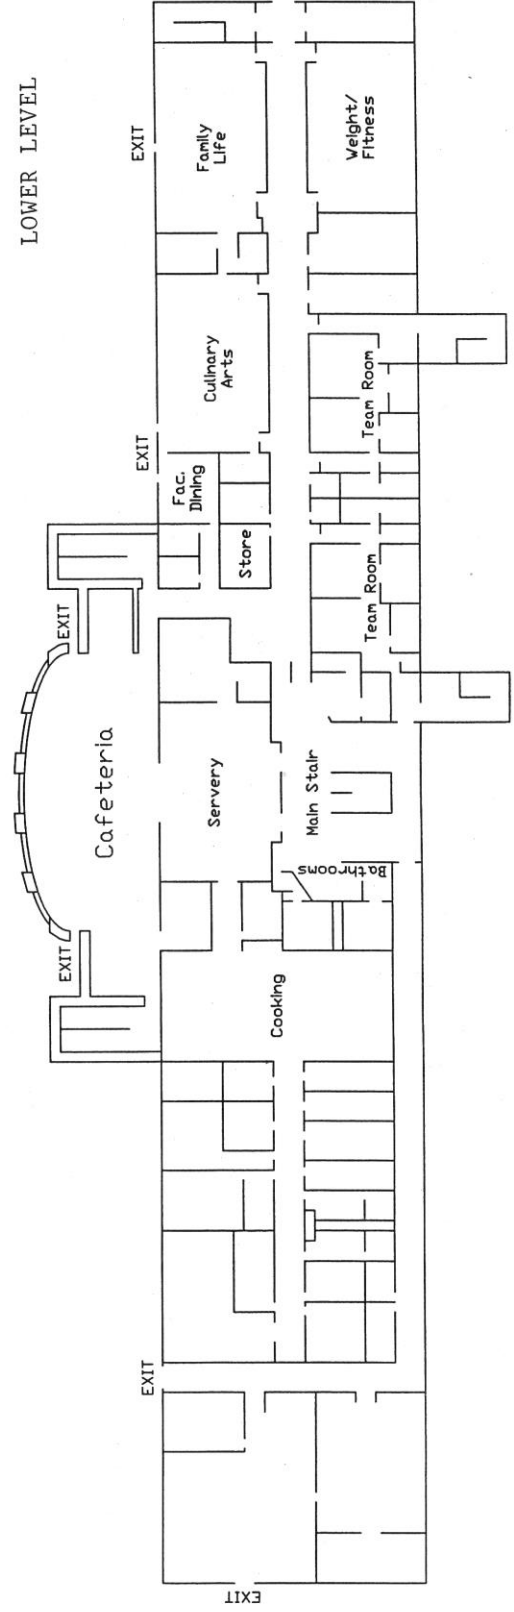 LOWER LEVEL
EXIT
Family
Life
Weight/
Fitness
EXIT
Culinary
Arts
Team Room
Fac.
Dining
Store
EXIT
Team Room
Cafeteria
Servery
Main Stair
Bathrooms
EXIT
Cooking
EXIT
EXIT